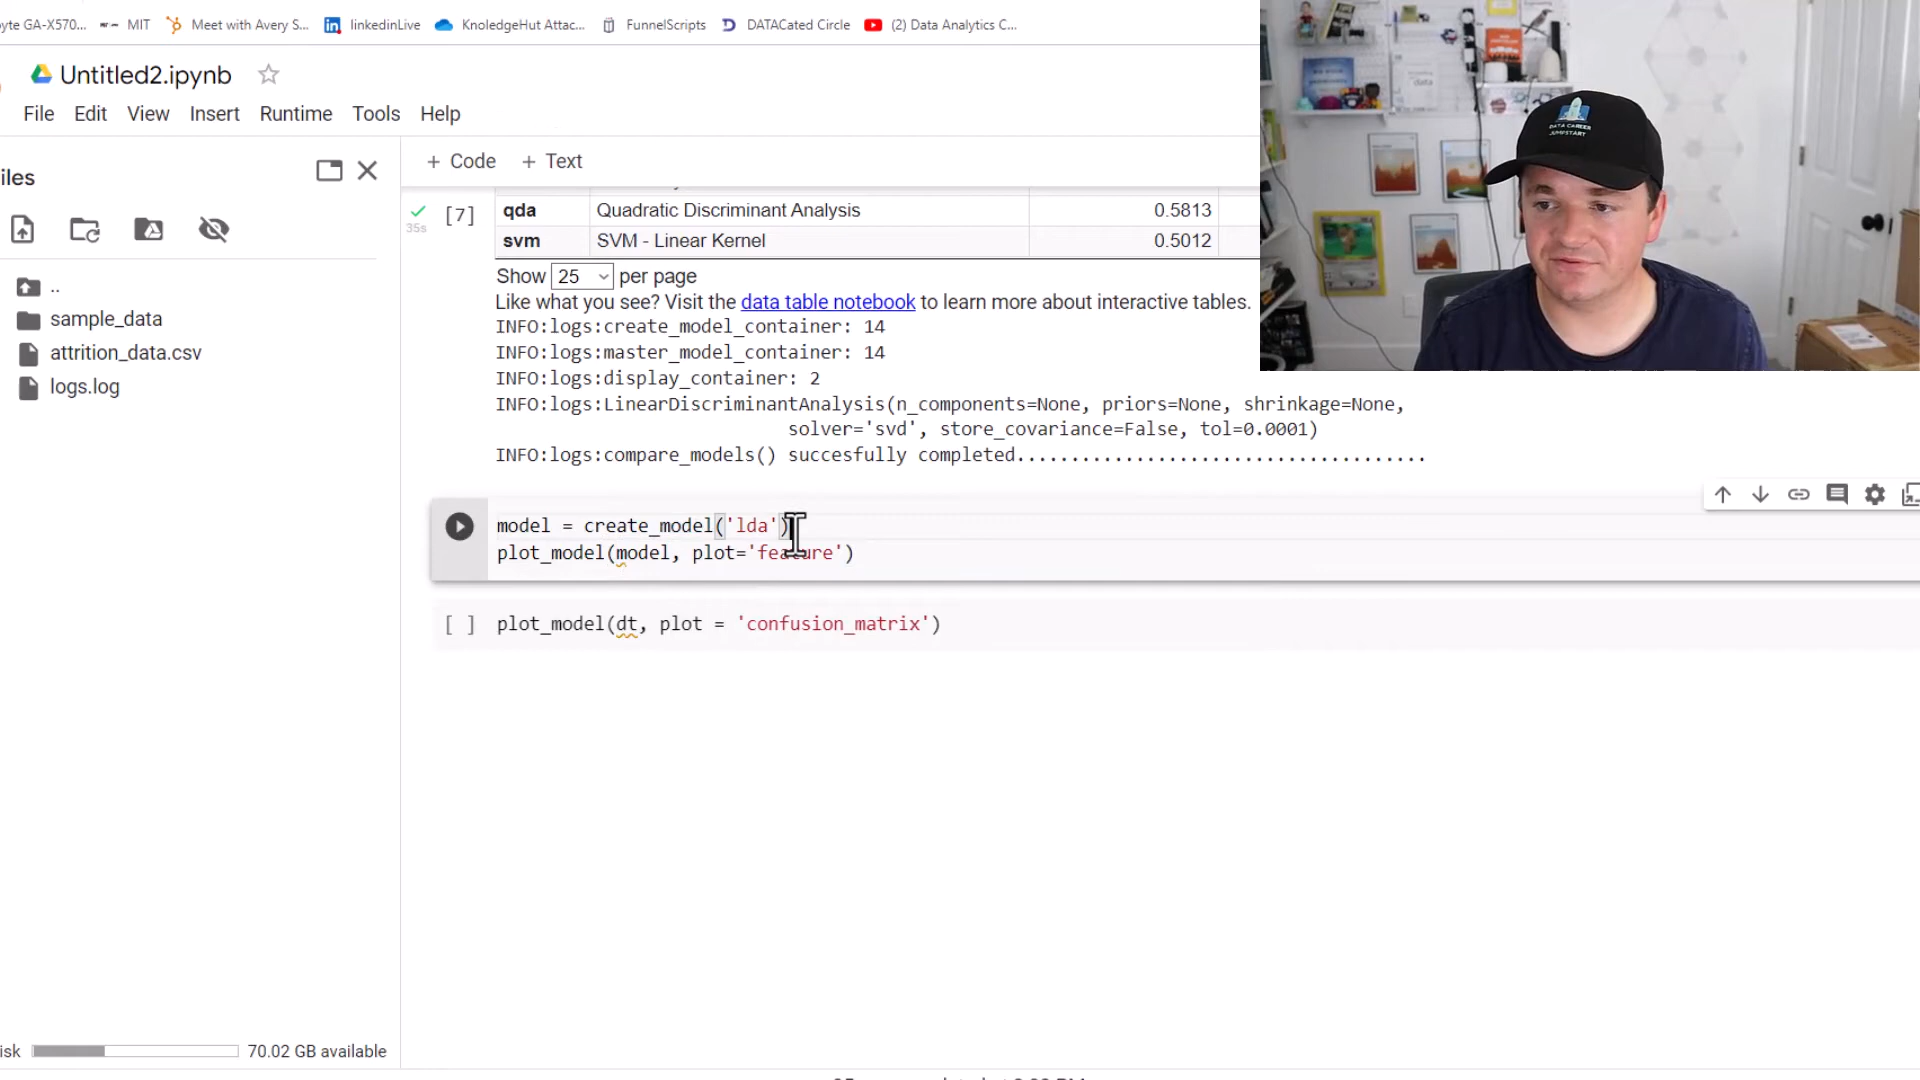 yte GA-X570...
MIT
Meet with Avery S...
linkedinLive
KnoledgeHut Attac...
FunnelScripts
DATACated Circle
(2) Data Analytics C...
Untitled2.ipynb
File Edit View Insert Runtime Tools Help
iles
+ Code + Text
..
sample_data
attrition_data.csv
logs.log
35s
[7]
qda Quadratic Discriminant Analysis 0.5813
svm SVM - Linear Kernel 0.5012
Show 25 per page
Like what you see? Visit the data table notebook to learn more about interactive tables.
INFO:logs:create_model_container: 14
INFO:logs:master_model_container: 14
INFO:logs:display_container: 2
INFO:logs:LinearDiscriminantAnalysis(n_components=None, priors=None, shrinkage=None,
solver='svd', store_covariance=False, tol=0.0001)
INFO:logs:compare_models() succesfully completed......................................
model = create_model('lda')
plot_model(model, plot='feature')
[ ] plot_model(dt, plot = 'confusion_matrix')
isk 70.02 GB available
DATA CAREER
JUMPSTART